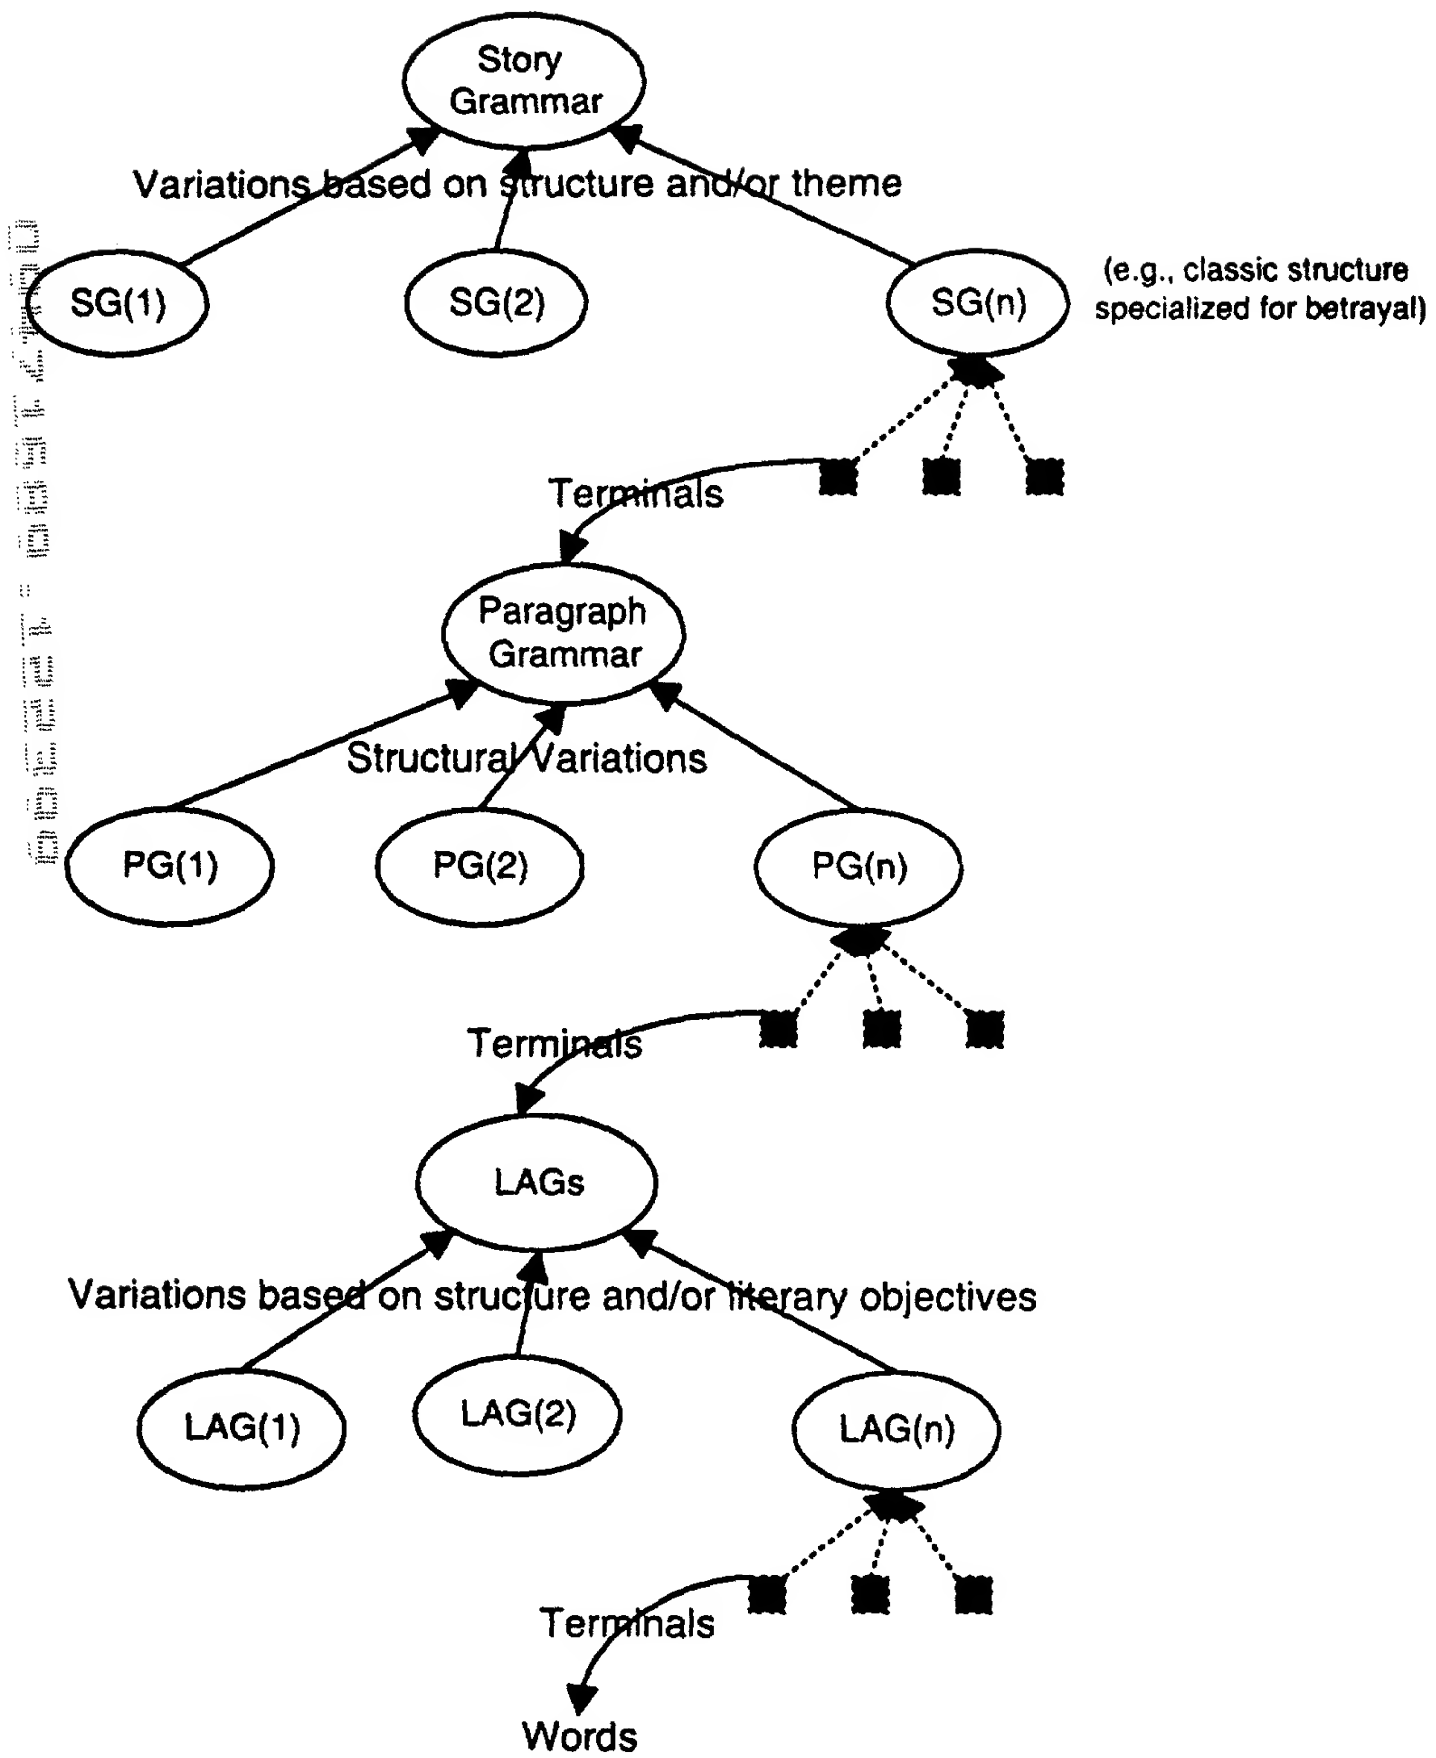 Story
Grammar
Variations based on structure and/or theme
SG(1)
SG(2)
SG(n)
(e.g., classic structure
specialized for betrayal)
Terminals
Paragraph
Grammar
Structural Variations
PG(1)
PG(2)
PG(n)
Terminals
LAGs
Variations based on structure and/or literary objectives
LAG(1)
LAG(2)
LAG(n)
Terminals
Words